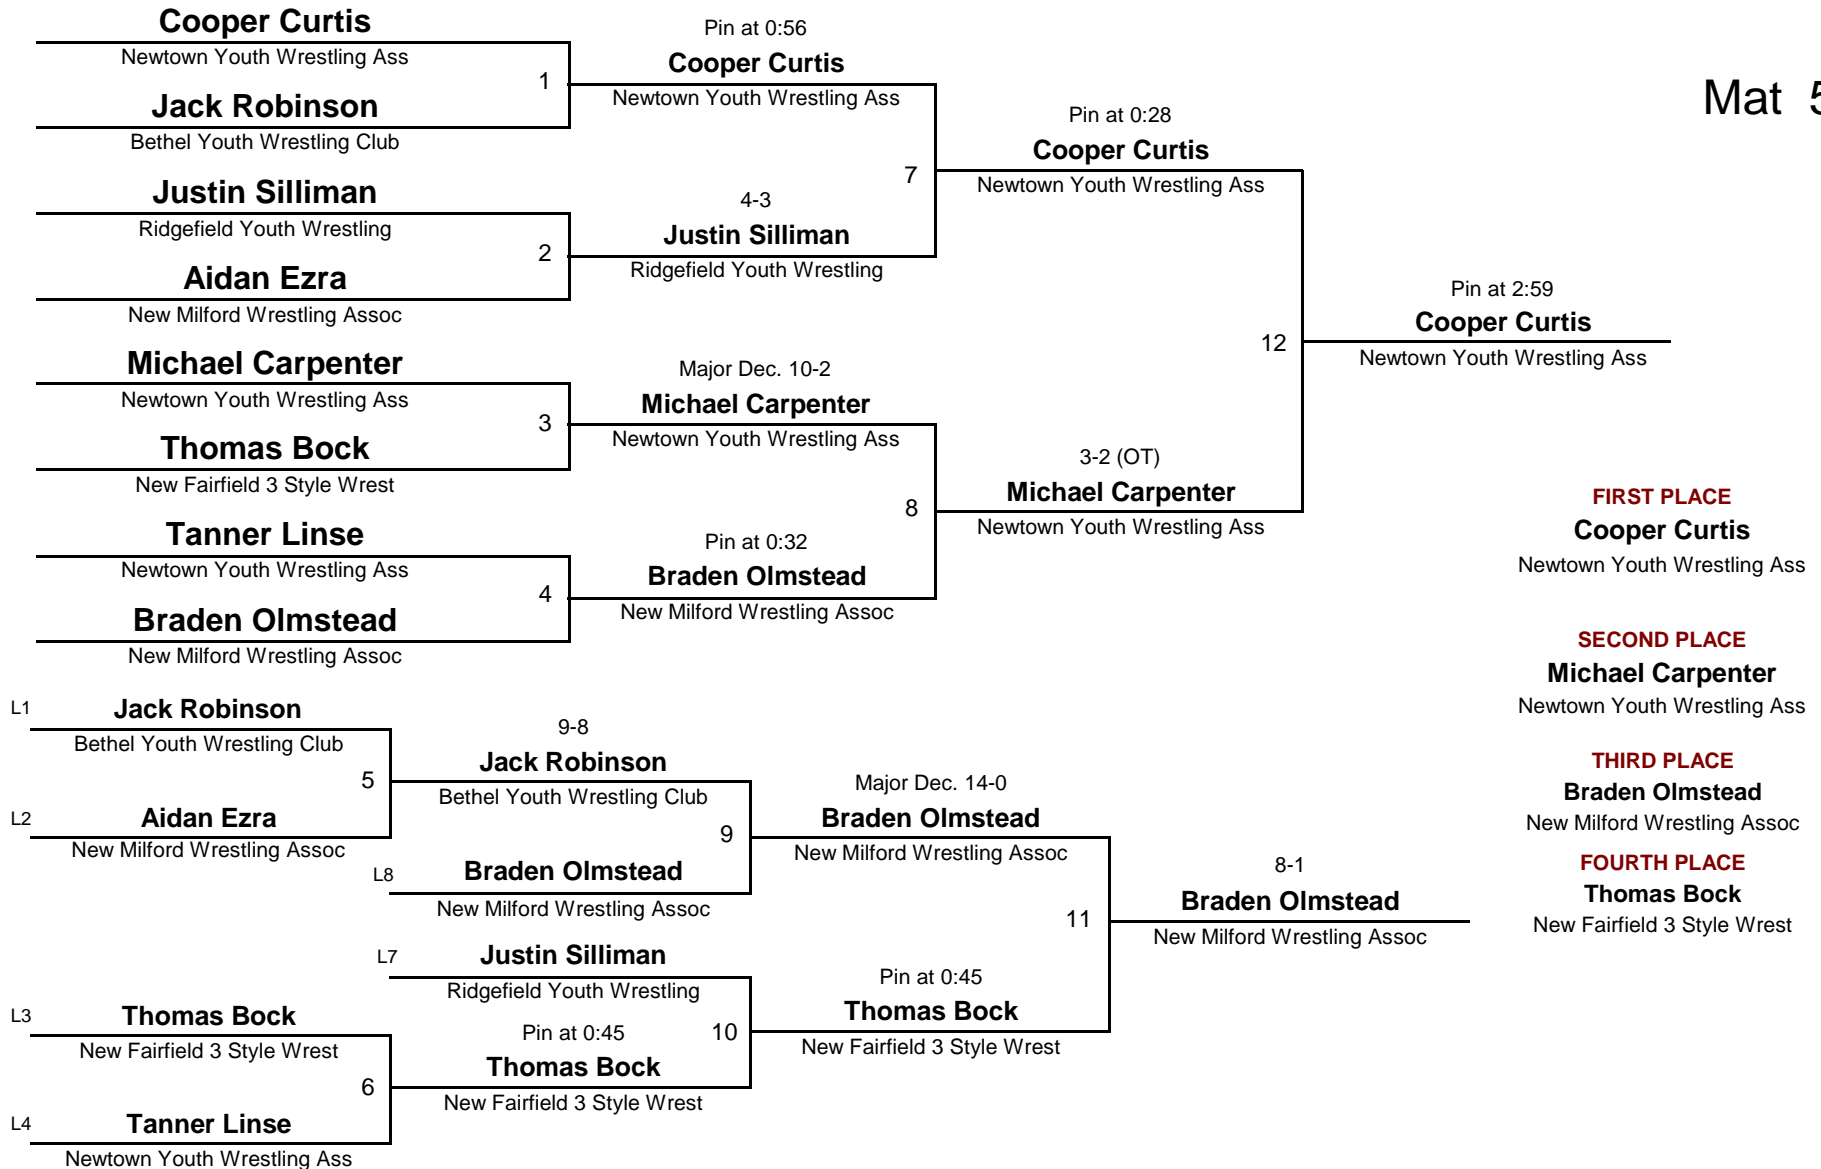 Cooper Curtis
Newtown Youth Wrestling Ass
1
Jack Robinson
Bethel Youth Wrestling Club
Justin Silliman
Ridgefield Youth Wrestling
2
Aidan Ezra
New Milford Wrestling Assoc
Michael Carpenter
Newtown Youth Wrestling Ass
3
Thomas Bock
New Fairfield 3 Style Wrest
Tanner Linse
Newtown Youth Wrestling Ass
4
Braden Olmstead
New Milford Wrestling Assoc
Pin at 0:56
Cooper Curtis
Newtown Youth Wrestling Ass
7
4-3
Justin Silliman
Ridgefield Youth Wrestling
Major Dec. 10-2
Michael Carpenter
Newtown Youth Wrestling Ass
8
Pin at 0:32
Braden Olmstead
New Milford Wrestling Assoc
Pin at 0:28
Cooper Curtis
Newtown Youth Wrestling Ass
12
3-2 (OT)
Michael Carpenter
Newtown Youth Wrestling Ass
Pin at 2:59
Cooper Curtis
Newtown Youth Wrestling Ass
Mat 5
L1
Jack Robinson
Bethel Youth Wrestling Club
5
L2
Aidan Ezra
New Milford Wrestling Assoc
9-8
Jack Robinson
Bethel Youth Wrestling Club
9
L8
Braden Olmstead
New Milford Wrestling Assoc
L7
Justin Silliman
Ridgefield Youth Wrestling
10
L3
Thomas Bock
New Fairfield 3 Style Wrest
6
L4
Tanner Linse
Newtown Youth Wrestling Ass
Pin at 0:45
Thomas Bock
New Fairfield 3 Style Wrest
Major Dec. 14-0
Braden Olmstead
New Milford Wrestling Assoc
11
Pin at 0:45
Thomas Bock
New Fairfield 3 Style Wrest
8-1
Braden Olmstead
New Milford Wrestling Assoc
FIRST PLACE
Cooper Curtis
Newtown Youth Wrestling Ass
SECOND PLACE
Michael Carpenter
Newtown Youth Wrestling Ass
THIRD PLACE
Braden Olmstead
New Milford Wrestling Assoc
FOURTH PLACE
Thomas Bock
New Fairfield 3 Style Wrest